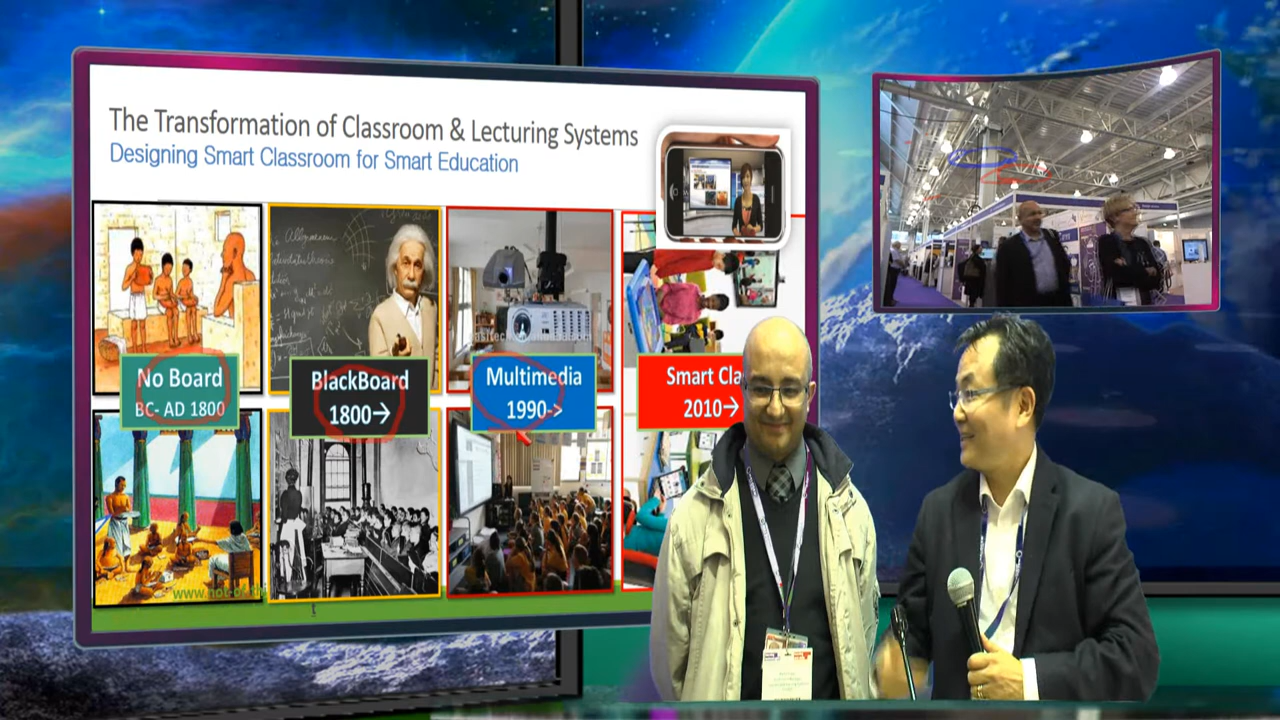 The Transformation of Classroom & Lecturing Systems
Designing Smart Classroom for Smart Education
No Board
BC- AD 1800
BlackBoard
1800→
Multimedia
1990->
Smart Cla
2010→